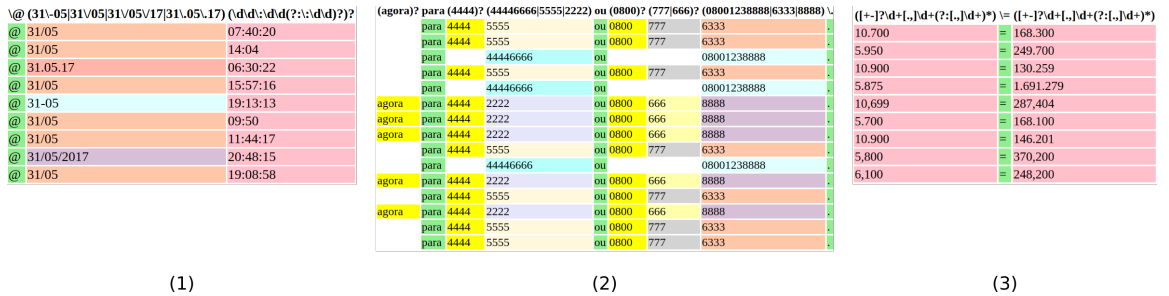 \@ (31\-05|31\/05|31\/05\/17|31\.05\.17) (\d\d\:\d\d(?:\:\d\d)?)?
@ 31/05 07:40:20
@ 31/05 14:04
@ 31.05.17 06:30:22
@ 31/05 15:57:16
@ 31-05 19:13:13
@ 31/05 09:50
@ 31/05 11:44:17
@ 31/05/2017 20:48:15
@ 31/05 19:08:58
(1)
(agora)? para (4444)? (44446666|5555|2222) ou (0800)? (777|666)? (08001238888|6333|8888) \.
para 4444 5555 ou 0800 777 6333 .
para 4444 5555 ou 0800 777 6333 .
para 44446666 ou 08001238888 .
para 4444 5555 ou 0800 777 6333 .
para 44446666 ou 08001238888 .
agora para 4444 2222 ou 0800 666 8888 .
agora para 4444 2222 ou 0800 666 8888 .
agora para 4444 2222 ou 0800 666 8888 .
para 4444 5555 ou 0800 777 6333 .
para 44446666 ou 08001238888 .
agora para 4444 2222 ou 0800 666 8888 .
para 4444 5555 ou 0800 777 6333 .
agora para 4444 2222 ou 0800 666 8888 .
para 4444 5555 ou 0800 777 6333 .
para 4444 5555 ou 0800 777 6333 .
(2)
([+-]?\d+[.,]\d+(?:[.,]\d+)*) \= ([+-]?\d+[.,]\d+(?:[.,]\d+)*)
10.700 = 168.300
5.950 = 249.700
10.900 = 130.259
5.875 = 1.691.279
10,699 = 287,404
5.700 = 168.100
10.900 = 146.201
5,800 = 370,200
6,100 = 248,200
(3)